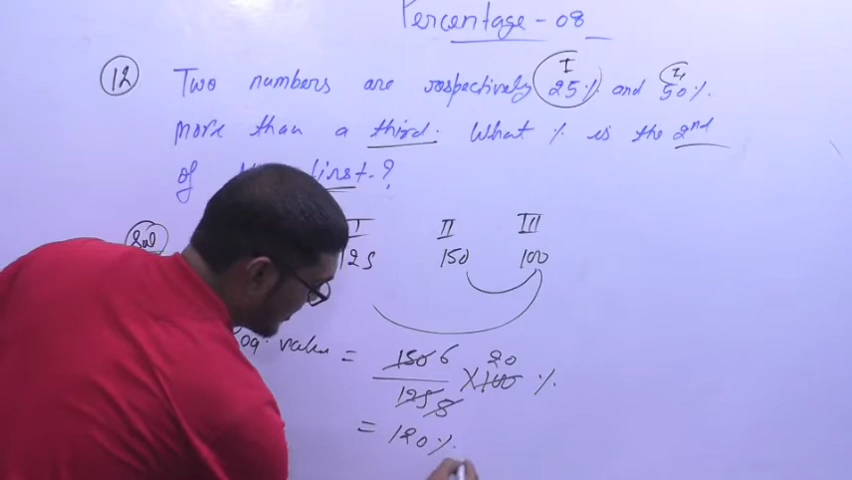 Percentage - 08
12 Two numbers are respectively I 25% and II 50%
more than a third. What % is the 2nd
of first?
Sol I II III
125 150 100
value = 150 6 20
× 100 %
125 5
= 120%